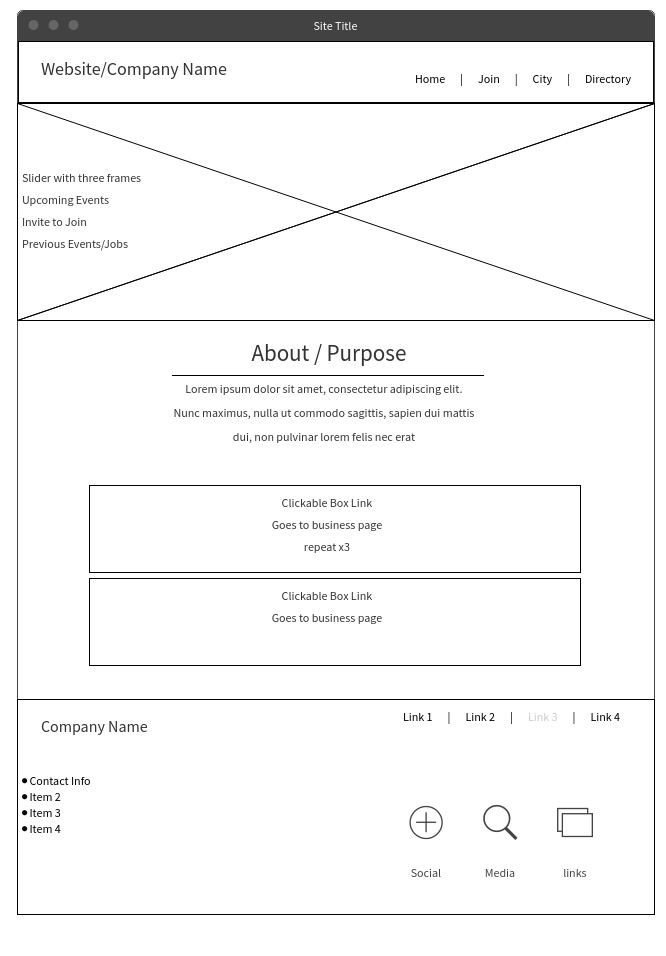 Site Title
Website/Company Name
Home | Join | City | Directory
Slider with three frames
Upcoming Events
Invite to Join
Previous Events/Jobs
About / Purpose
Lorem ipsum dolor sit amet, consectetur adipiscing elit.
Nunc maximus, nulla ut commodo sagittis, sapien dui mattis
dui, non pulvinar lorem felis nec erat
Clickable Box Link
Goes to business page
repeat x3
Clickable Box Link
Goes to business page
Link 1 | Link 2 | Link 3 | Link 4
Company Name
Contact Info
Item 2
Item 3
Item 4
Social Media links